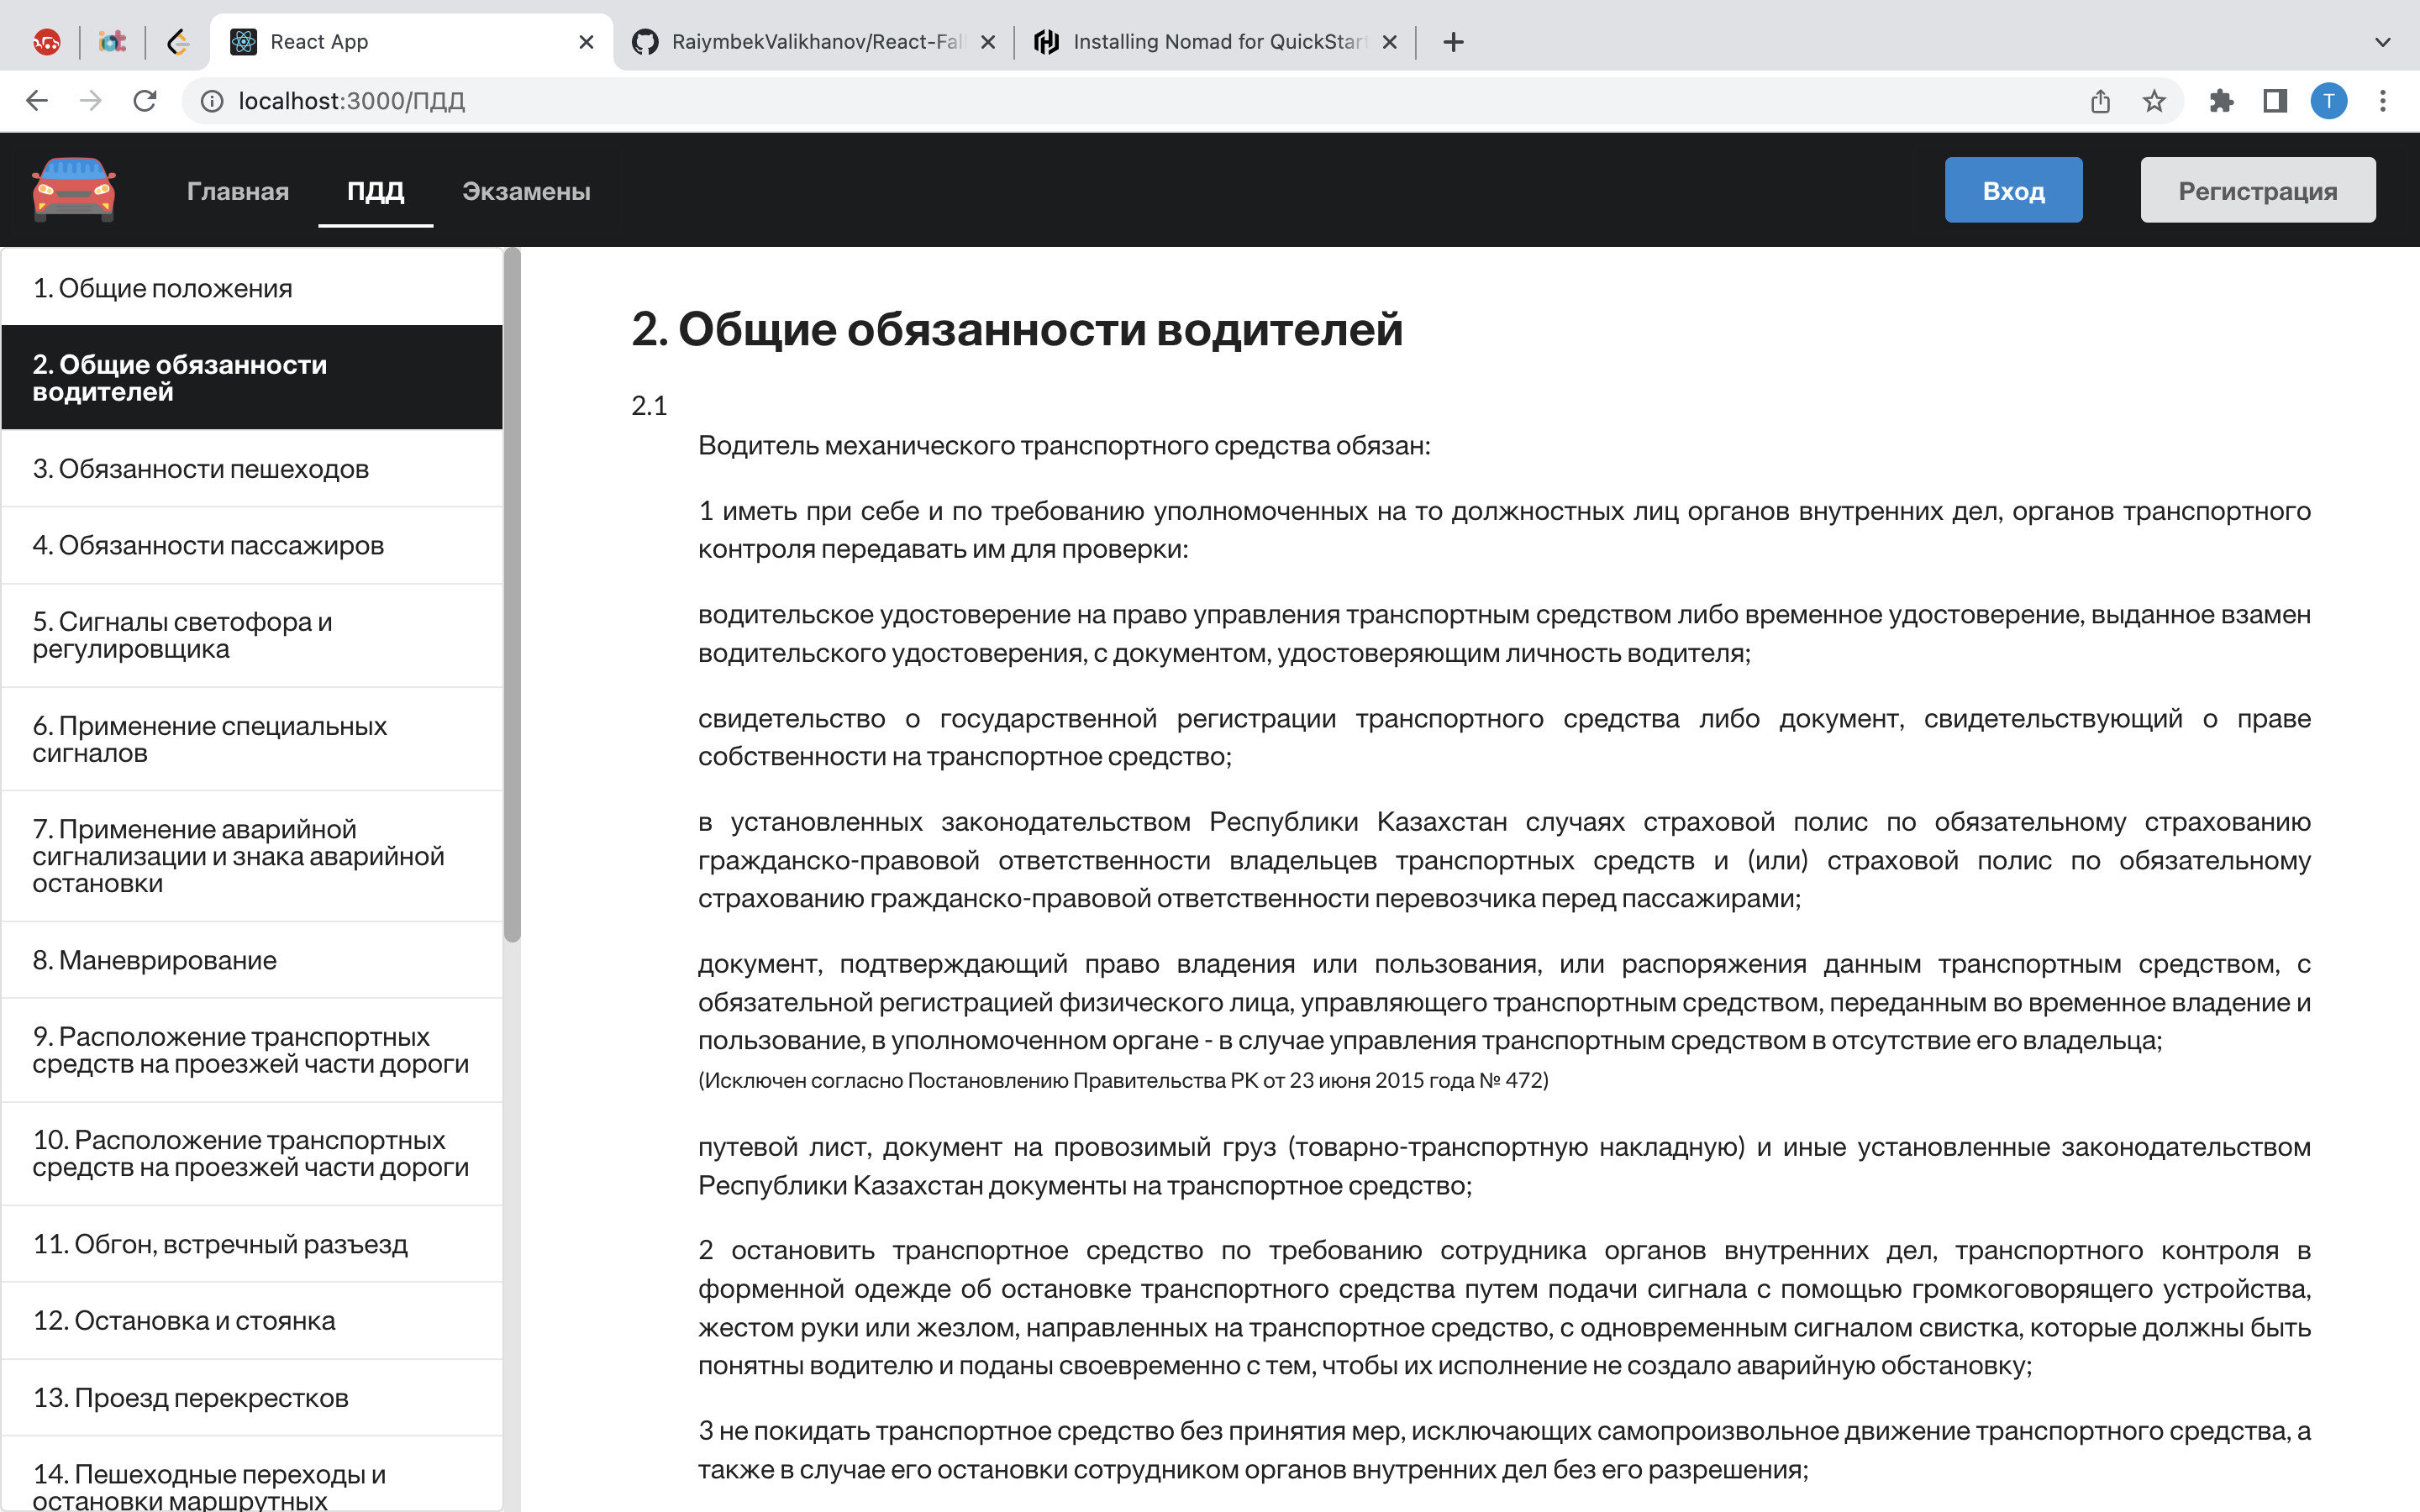 React App
RaiymbekValikhanov/React-Fal
Installing Nomad for QuickStar
localhost:3000/ПДД
T
Главная
ПДД
Экзамены
Вход
Регистрация
1. Общие положения
2. Общие обязанности
водителей
3. Обязанности пешеходов
4. Обязанности пассажиров
5. Сигналы светофора и
регулировщика
6. Применение специальных
сигналов
7. Применение аварийной
сигнализации и знака аварийной
остановки
8. Маневрирование
9. Расположение транспортных
средств на проезжей части дороги
10. Расположение транспортных
средств на проезжей части дороги
11. Обгон, встречный разъезд
12. Остановка и стоянка
13. Проезд перекрестков
14. Пешеходные переходы и
остановки маршрутных
2. Общие обязанности водителей
2.1
Водитель механического транспортного средства обязан:
1 иметь при себе и по требованию уполномоченных на то должностных лиц органов внутренних дел, органов транспортного
контроля передавать им для проверки:
водительское удостоверение на право управления транспортным средством либо временное удостоверение, выданное взамен
водительского удостоверения, с документом, удостоверяющим личность водителя;
свидетельство о государственной регистрации транспортного средства либо документ, свидетельствующий о праве
собственности на транспортное средство;
в установленных законодательством Республики Казахстан случаях страховой полис по обязательному страхованию
гражданско-правовой ответственности владельцев транспортных средств и (или) страховой полис по обязательному
страхованию гражданско-правовой ответственности перевозчика перед пассажирами;
документ, подтверждающий право владения или пользования, или распоряжения данным транспортным средством, с
обязательной регистрацией физического лица, управляющего транспортным средством, переданным во временное владение и
пользование, в уполномоченном органе - в случае управления транспортным средством в отсутствие его владельца;
(Исключен согласно Постановлению Правительства РК от 23 июня 2015 года № 472)
путевой лист, документ на провозимый груз (товарно-транспортную накладную) и иные установленные законодательством
Республики Казахстан документы на транспортное средство;
2 остановить транспортное средство по требованию сотрудника органов внутренних дел, транспортного контроля в
форменной одежде об остановке транспортного средства путем подачи сигнала с помощью громкоговорящего устройства,
жестом руки или жезлом, направленных на транспортное средство, с одновременным сигналом свистка, которые должны быть
понятны водителю и поданы своевременно с тем, чтобы их исполнение не создало аварийную обстановку;
3 не покидать транспортное средство без принятия мер, исключающих самопроизвольное движение транспортного средства, а
также в случае его остановки сотрудником органов внутренних дел без его разрешения;